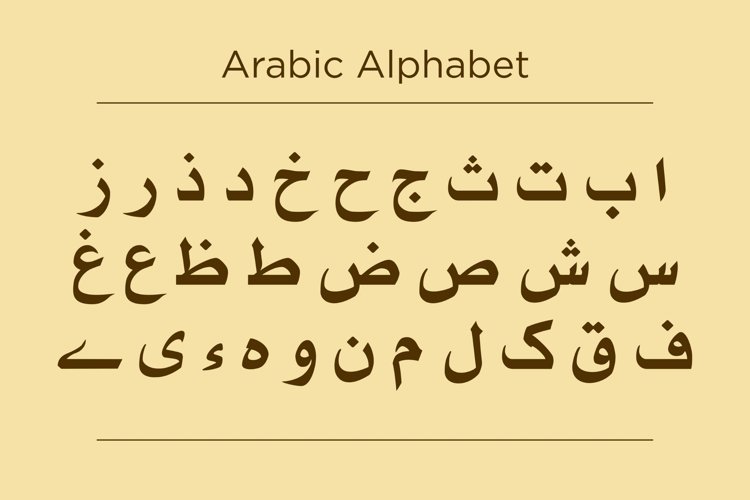 Arabic Alphabet
ا ب ت ث ج ح خ د ذ ر ز
س ش ص ض ط ظ ع غ
ف ق ک ل م ن و ه ء ی ے